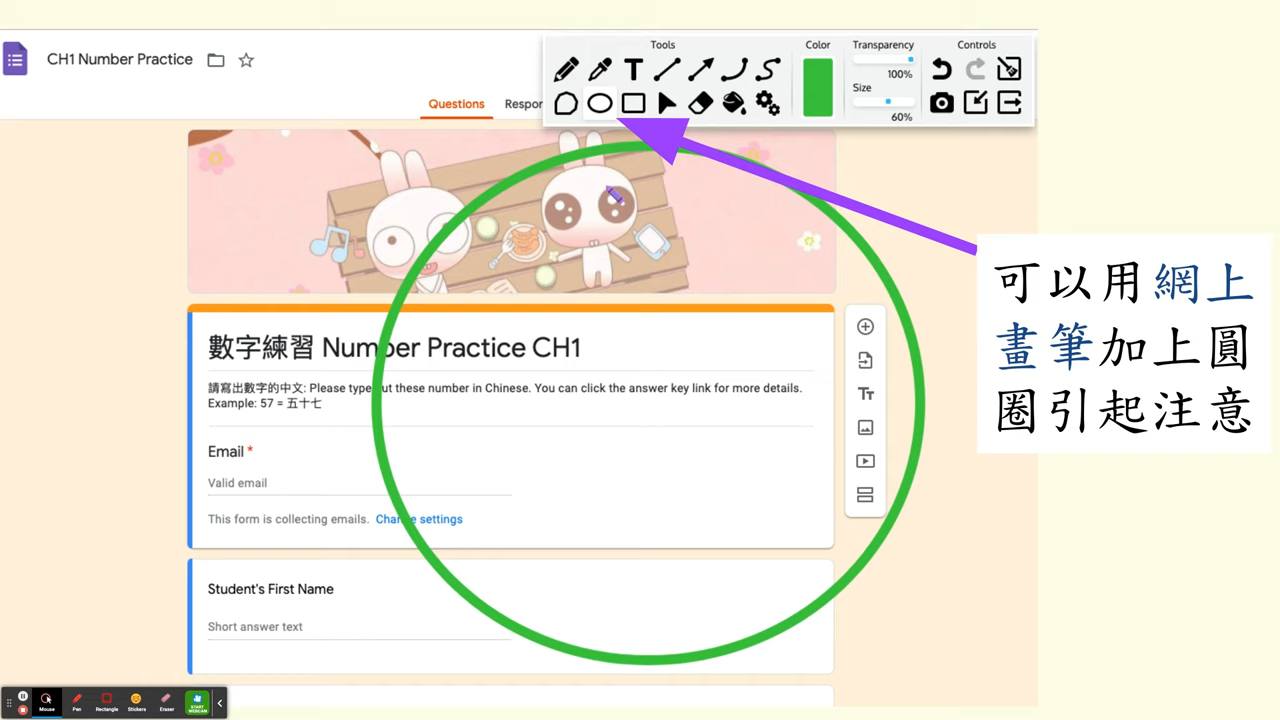 CH1 Number Practice
Tools
Color
Transparency
Controls
100%
Size
60%
Questions
Respon
數字練習 Number Practice CH1
請寫出數字的中文: Please type out these number in Chinese. You can click the answer key link for more details.
Example: 57 = 五十七
Email *
Valid email
This form is collecting emails. Change settings
Student's First Name
Short answer text
可以用網上
畫筆加上圓
圈引起注意
Mouse
Pen
Rectangle
Stickers
Eraser
START WEBCAM